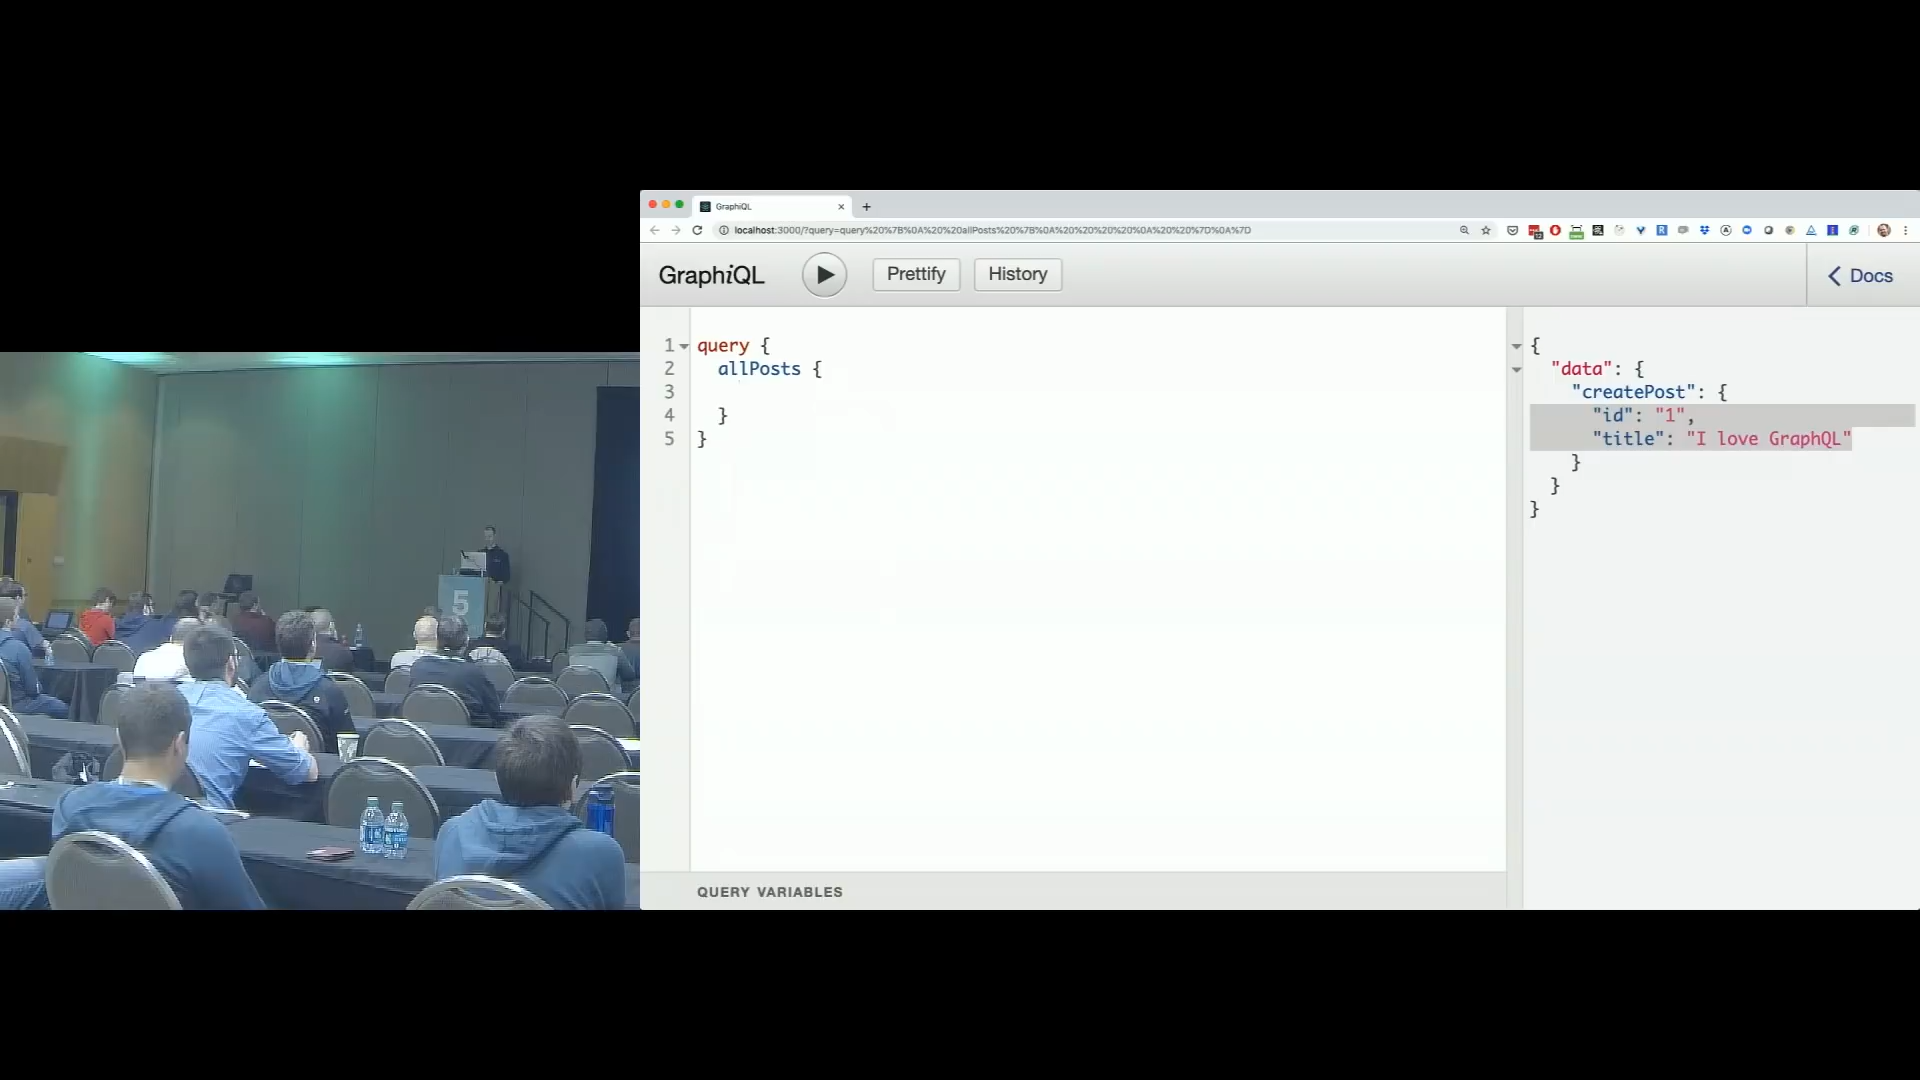 GraphiQL
localhost:3000/?query=query%20%7B%0A%20%20allPosts%20%7B%0A%20%20%20%20%0A%20%20%7D%0A%7D
GraphiQL
Prettify
History
Docs
1 query {
2 allPosts {
3
4 }
5 }
{
"data": {
"createPost": {
"id": "1",
"title": "I love GraphQL"
}
}
}
QUERY VARIABLES
5